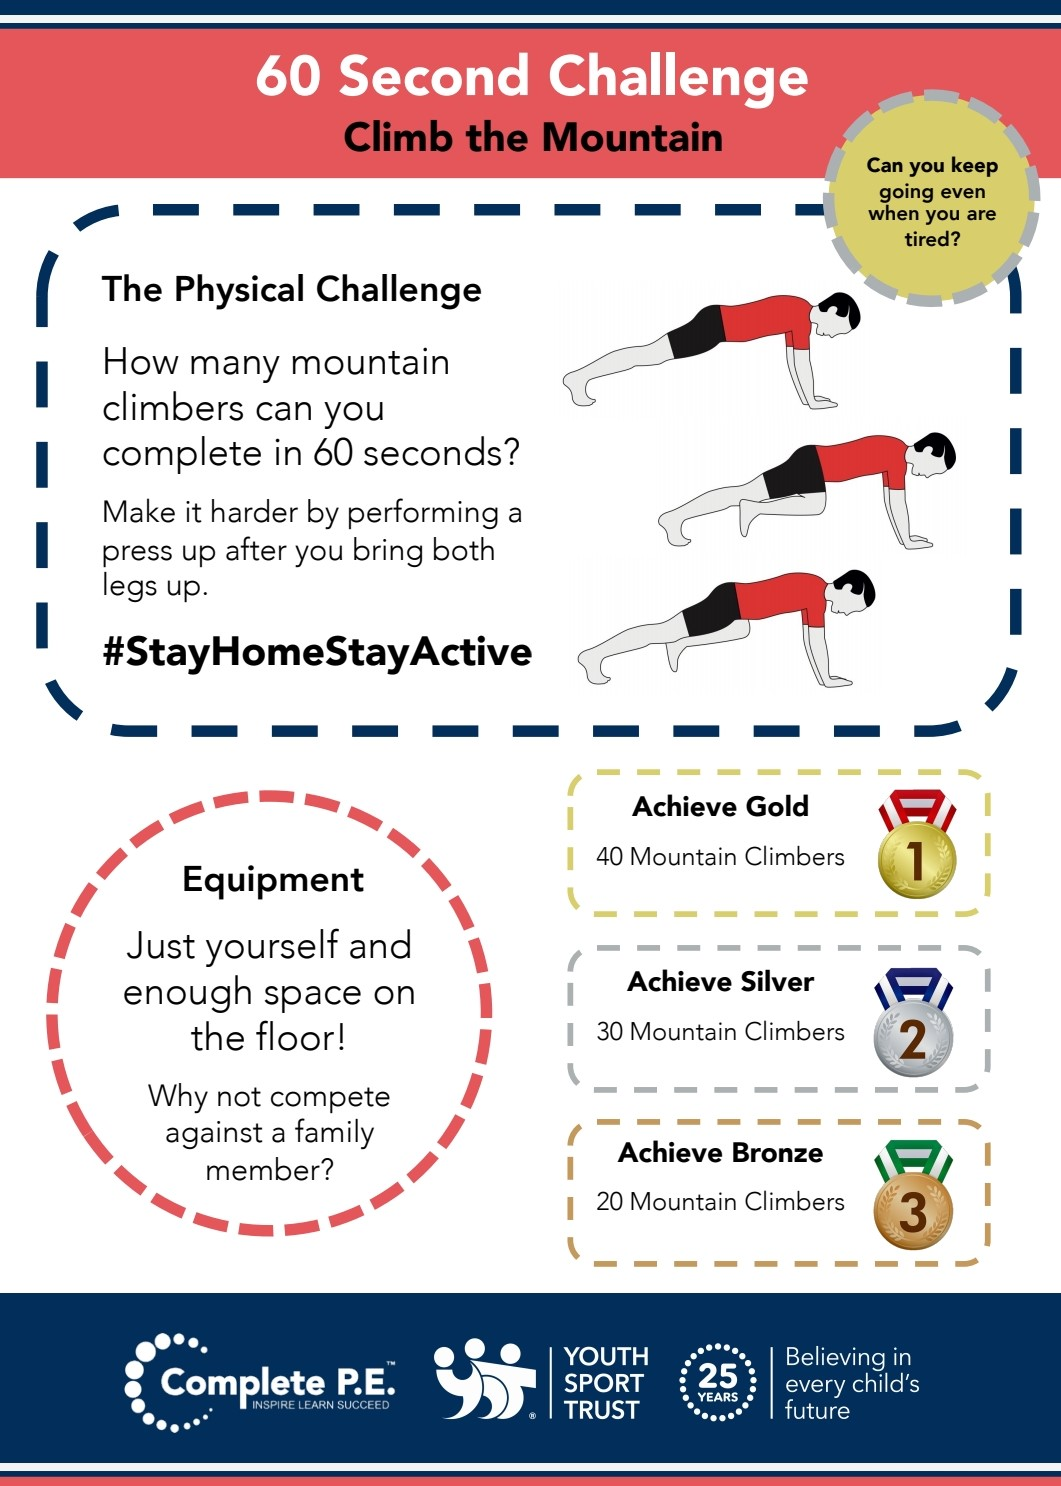 60 Second Challenge
Climb the Mountain
Can you keep
going even
when you are
tired?
The Physical Challenge
How many mountain
climbers can you
complete in 60 seconds?
Make it harder by performing a
press up after you bring both
legs up.
#StayHomeStayActive
Equipment
Just yourself and
enough space on
the floor!
Why not compete
against a family
member?
Achieve Gold
40 Mountain Climbers
1
Achieve Silver
30 Mountain Climbers
2
Achieve Bronze
20 Mountain Climbers
3
Complete P.E.™
INSPIRE LEARN SUCCEED
®
YOUTH
SPORT
TRUST
25
YEARS
Believing in
every child's
future